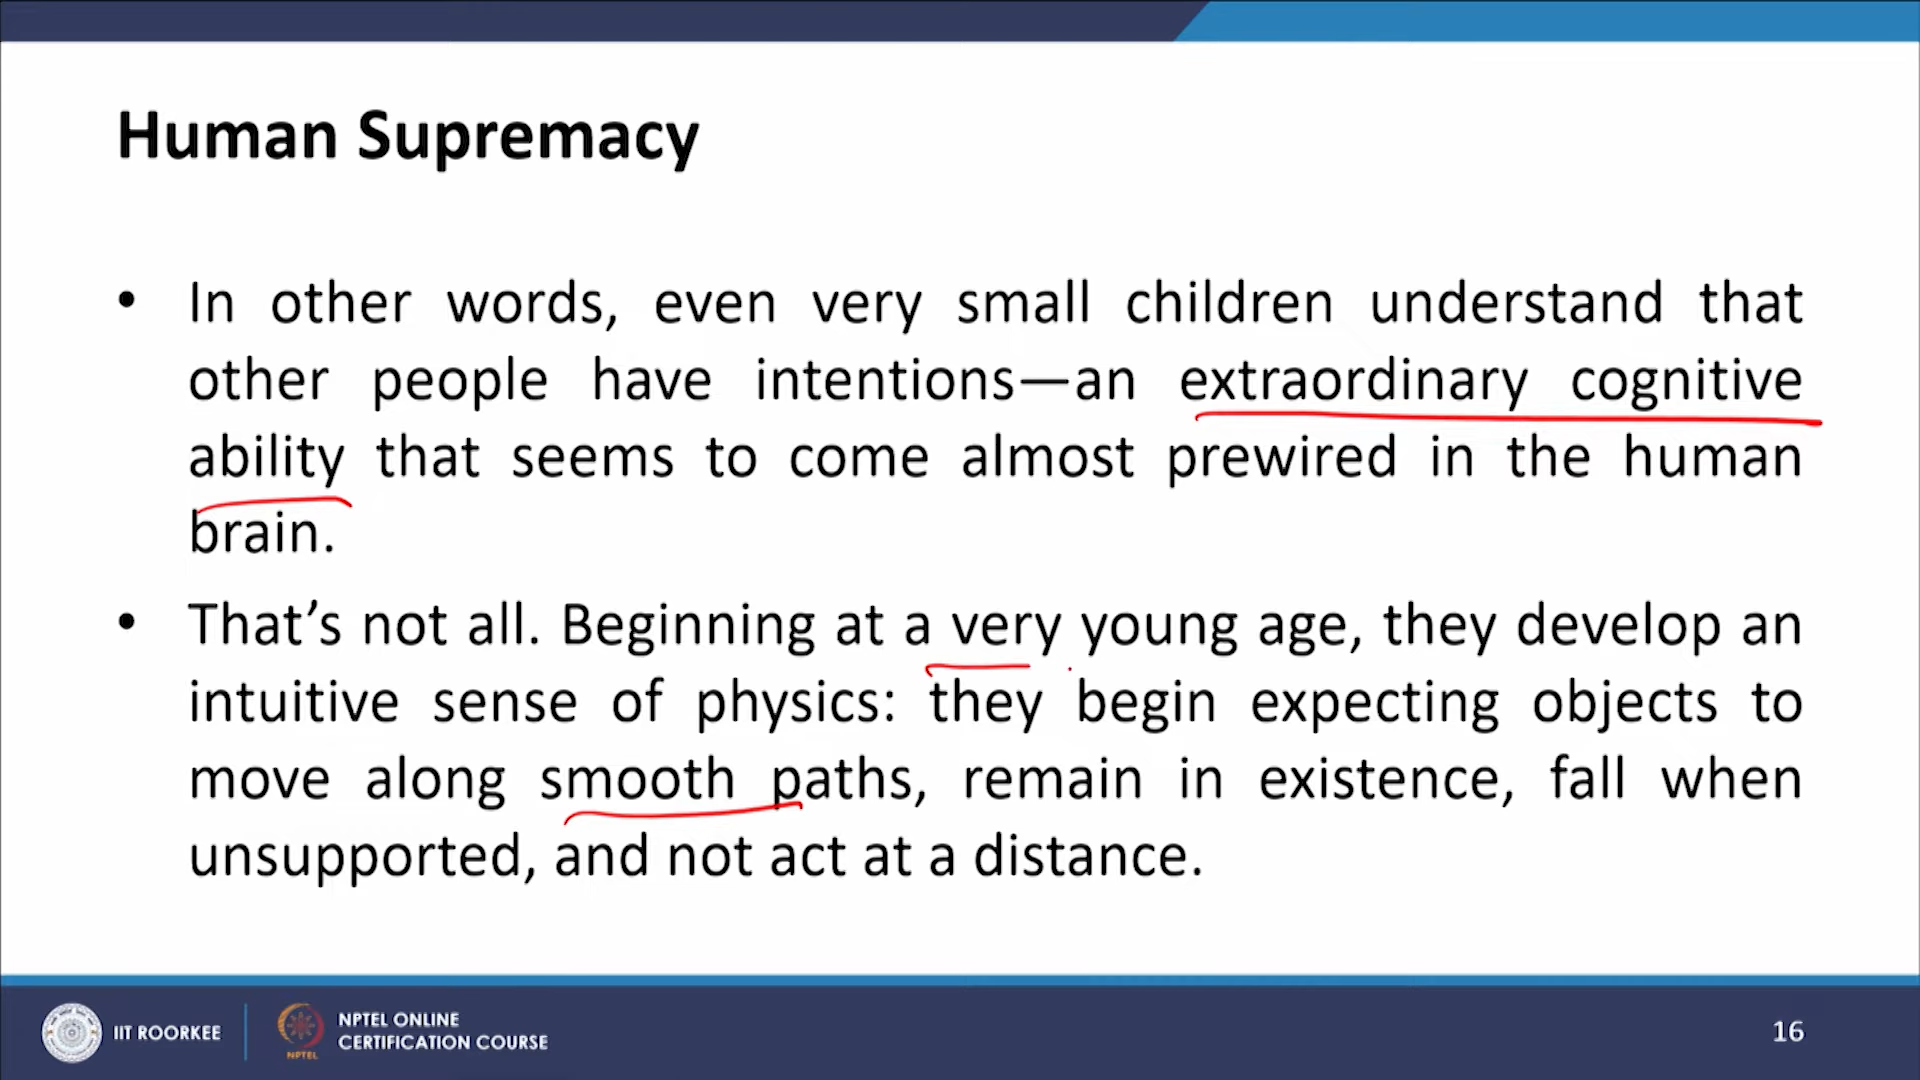 Human Supremacy
• In other words, even very small children understand that
other people have intentions—an extraordinary cognitive
ability that seems to come almost prewired in the human
brain.
• That’s not all. Beginning at a very young age, they develop an
intuitive sense of physics: they begin expecting objects to
move along smooth paths, remain in existence, fall when
unsupported, and not act at a distance.
IIT ROORKEE
NPTEL
NPTEL ONLINE
CERTIFICATION COURSE
16